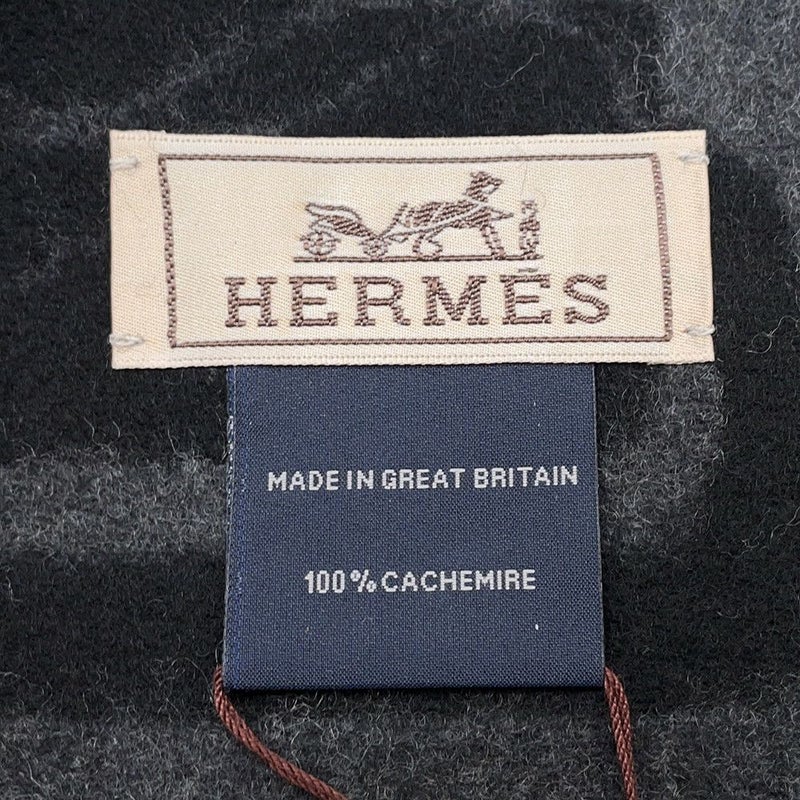 HERMÈS
MADE IN GREAT BRITAIN
100% CACHEMIRE